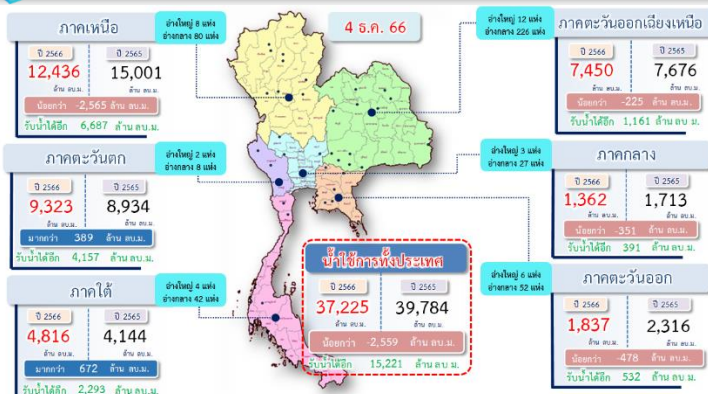 4 ธ.ค. 66
ภาคเหนือ
อ่างใหญ่ 8 แห่ง
อ่างกลาง 80 แห่ง
ปี 2566 ปี 2565
12,436 15,001
ล้าน ลบ.ม. ล้าน ลบ.ม.
น้อยกว่า -2,565 ล้าน ลบ.ม.
รับน้ำได้อีก 6,687 ล้าน ลบ.ม.
อ่างใหญ่ 12 แห่ง
อ่างกลาง 226 แห่ง
ภาคตะวันออกเฉียงเหนือ
ปี 2566 ปี 2565
7,450 7,676
ล้าน ลบ.ม. ล้าน ลบ.ม.
น้อยกว่า -225 ล้าน ลบ.ม.
รับน้ำได้อีก 1,161 ล้าน ลบ ม.
ภาคตะวันตก
อ่างใหญ่ 2 แห่ง
อ่างกลาง 8 แห่ง
ปี 2566 ปี 2565
9,323 8,934
ล้าน ลบ.ม. ล้าน ลบ.ม.
มากกว่า 389 ล้าน ลบ.ม.
รับน้ำได้อีก 4,157 ล้าน ลบ.ม.
อ่างใหญ่ 3 แห่ง
อ่างกลาง 27 แห่ง
ภาคกลาง
ปี 2566 ปี 2565
1,362 1,713
ล้าน ลบ.ม. ล้าน ลบ.ม.
น้อยกว่า -351 ล้าน ลบ.ม.
รับน้ำได้อีก 391 ล้าน ลบ.ม.
ภาคใต้
อ่างใหญ่ 4 แห่ง
อ่างกลาง 42 แห่ง
ปี 2566 ปี 2565
4,816 4,144
ล้าน ลบ.ม. ล้าน ลบ.ม.
มากกว่า 672 ล้าน ลบ.ม.
รับน้ำได้อีก 2,293 ล้าน ลบ.ม.
น้ำใช้การทั้งประเทศ
ปี 2566 ปี 2565
37,225 39,784
ล้าน ลบ.ม. ล้าน ลบ.ม.
น้อยกว่า -2,559 ล้าน ลบ.ม.
รับน้ำได้อีก 15,221 ล้าน ลบ ม.
อ่างใหญ่ 6 แห่ง
อ่างกลาง 52 แห่ง
ภาคตะวันออก
ปี 2566 ปี 2565
1,837 2,316
ล้าน ลบ.ม. ล้าน ลบ.ม.
น้อยกว่า -478 ล้าน ลบ.ม.
รับน้ำได้อีก 532 ล้าน ลบ.ม.